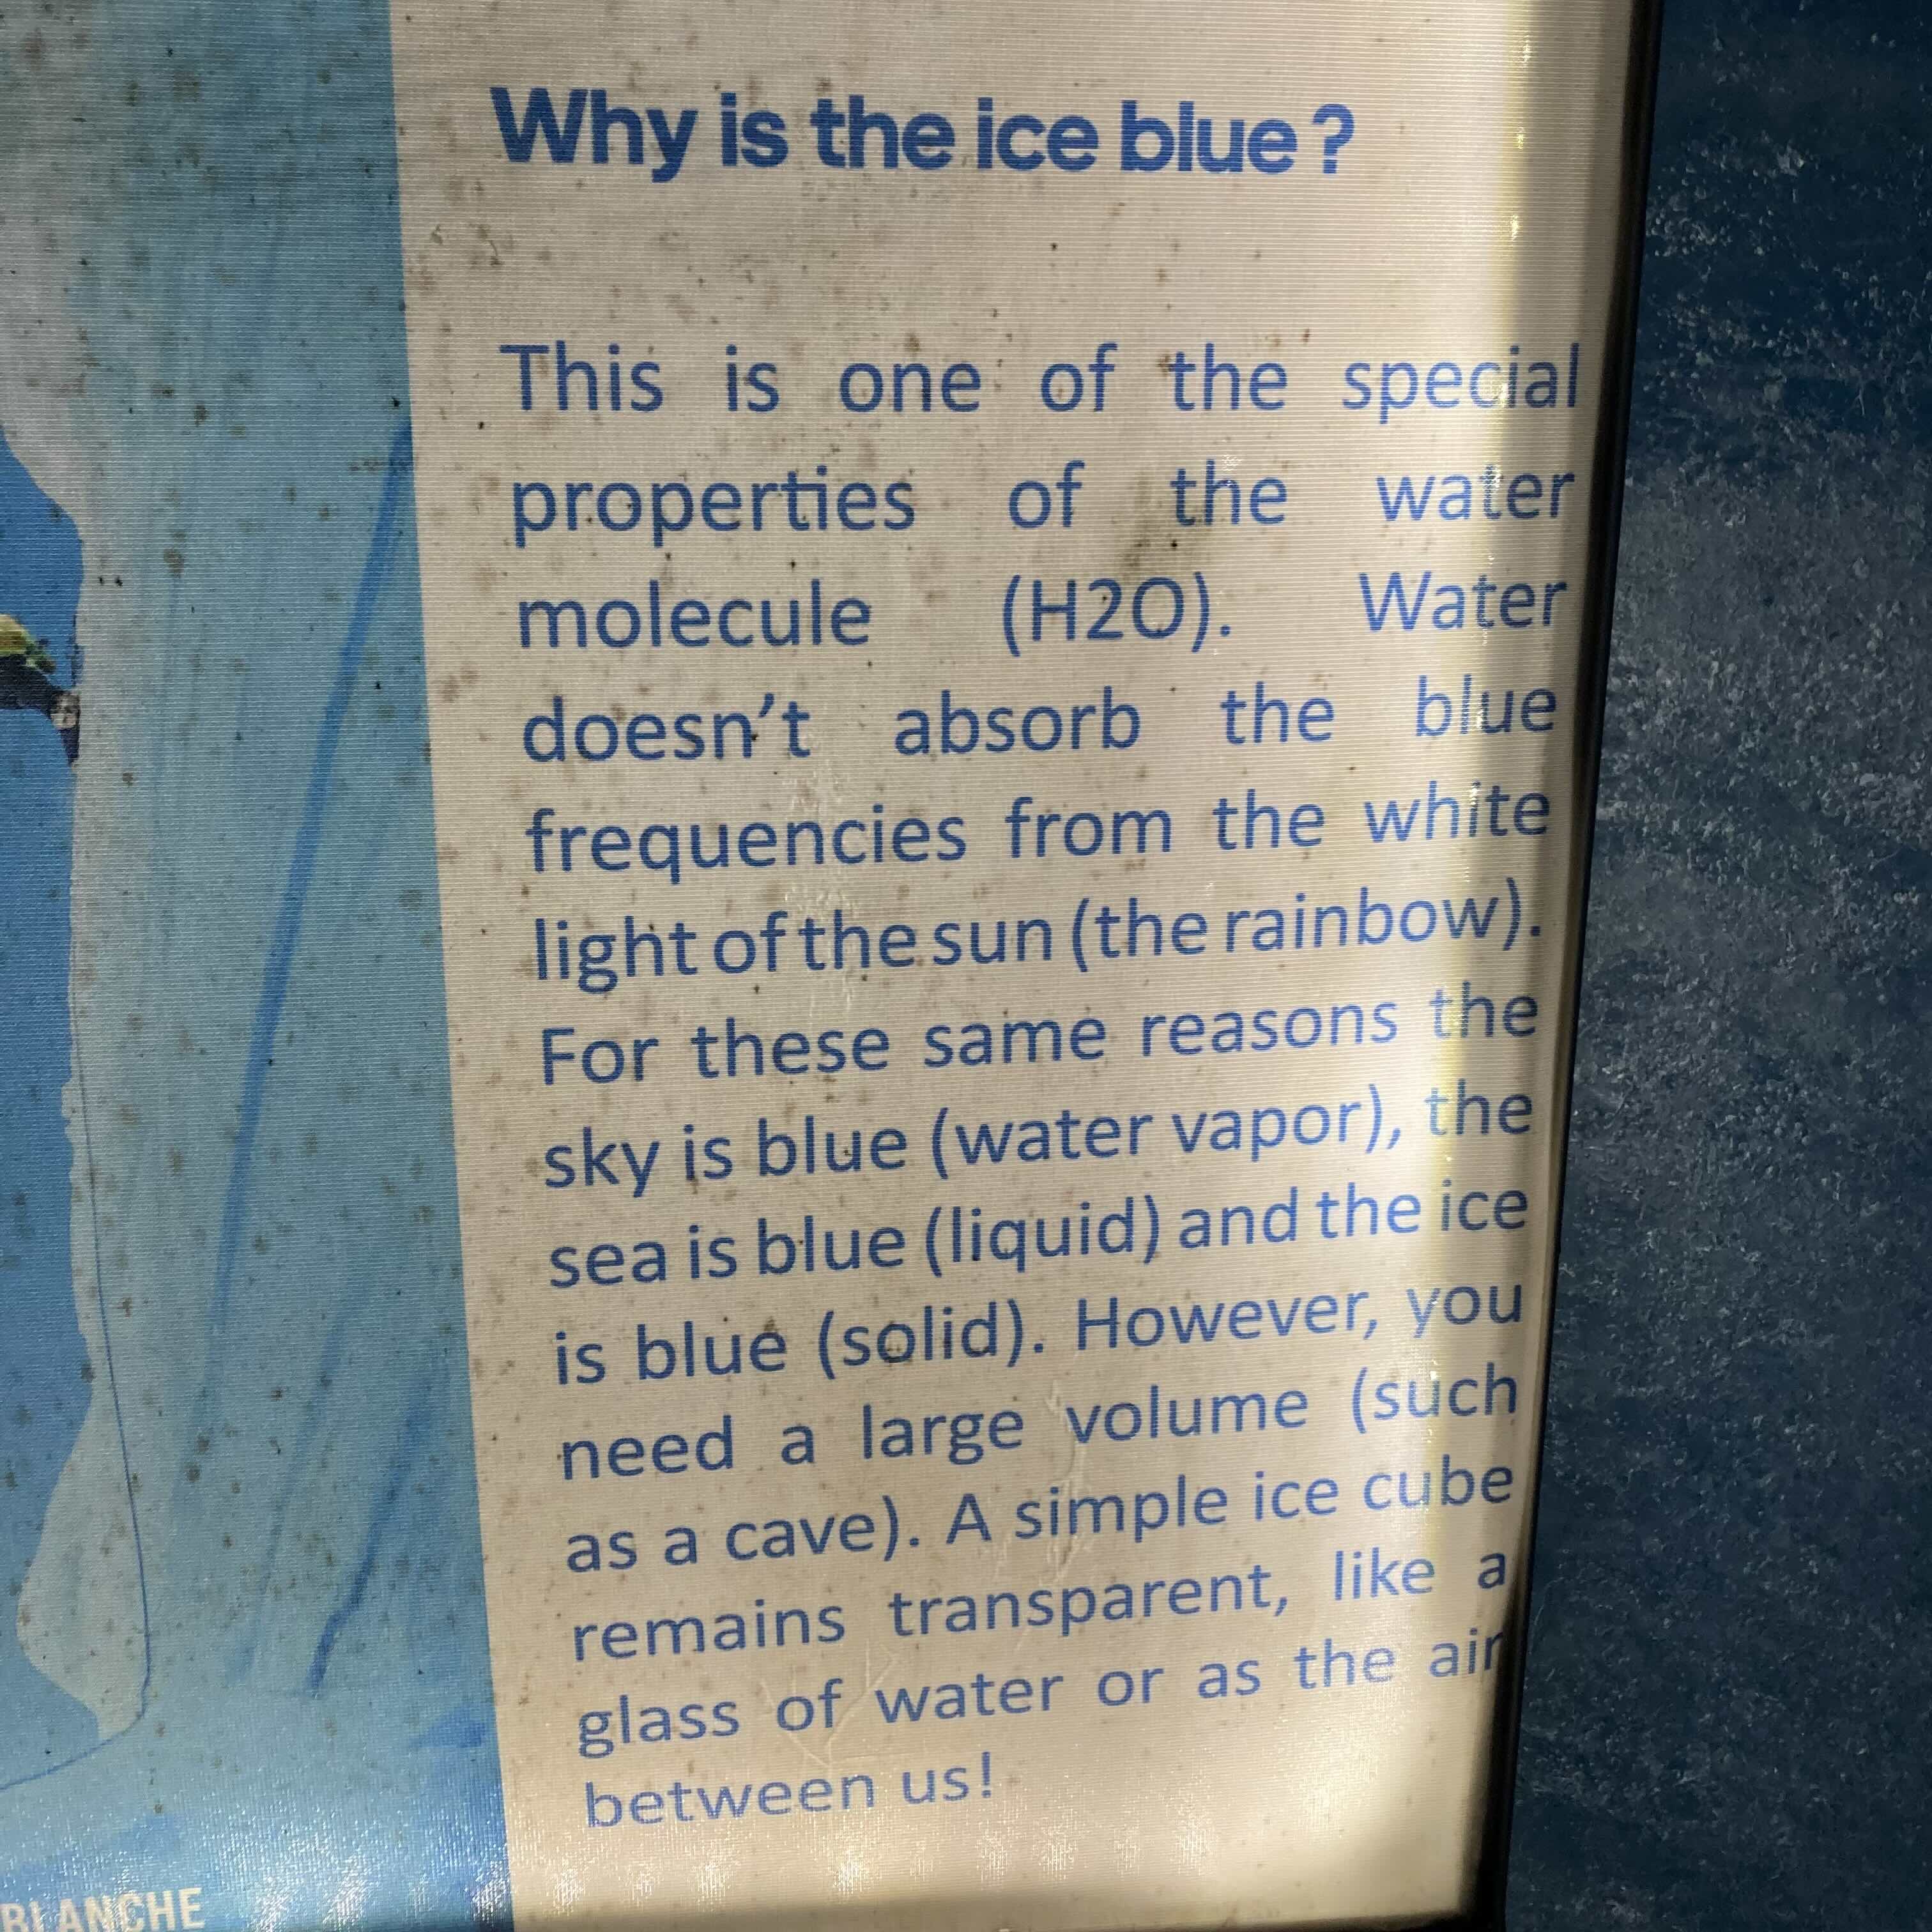 Why is the ice blue ?
This is one of the special
properties of the water
molecule (H2O). Water
doesn't absorb the blue
frequencies from the white
light of the sun (the rainbow).
For these same reasons the
sky is blue (water vapor), the
sea is blue (liquid) and the ice
is blue (solid). However, you
need a large volume (such
as a cave). A simple ice cube
remains transparent, like a
glass of water or as the air
between us!
BLANCHE